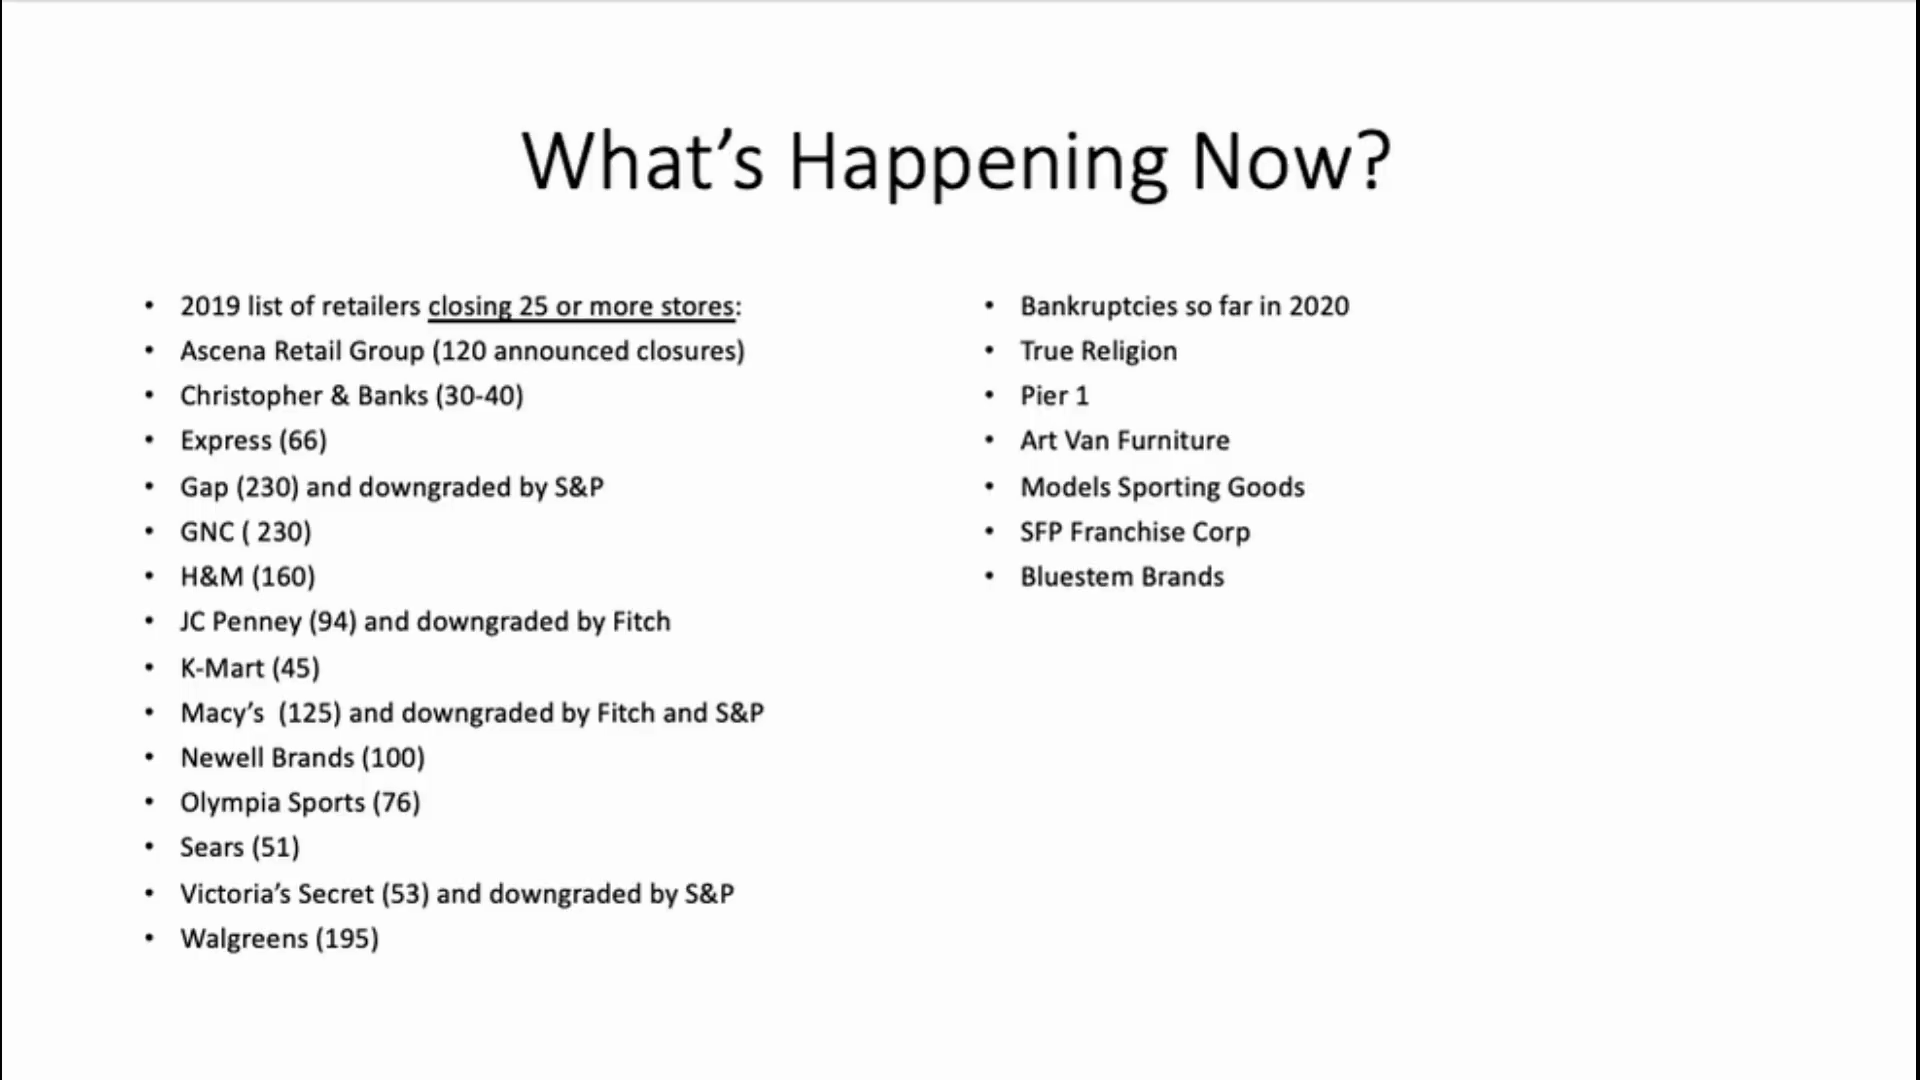 What’s Happening Now?
• 2019 list of retailers closing 25 or more stores:
• Ascena Retail Group (120 announced closures)
• Christopher & Banks (30-40)
• Express (66)
• Gap (230) and downgraded by S&P
• GNC ( 230)
• H&M (160)
• JC Penney (94) and downgraded by Fitch
• K-Mart (45)
• Macy’s  (125) and downgraded by Fitch and S&P
• Newell Brands (100)
• Olympia Sports (76)
• Sears (51)
• Victoria’s Secret (53) and downgraded by S&P
• Walgreens (195)
• Bankruptcies so far in 2020
• True Religion
• Pier 1
• Art Van Furniture
• Models Sporting Goods
• SFP Franchise Corp
• Bluestem Brands